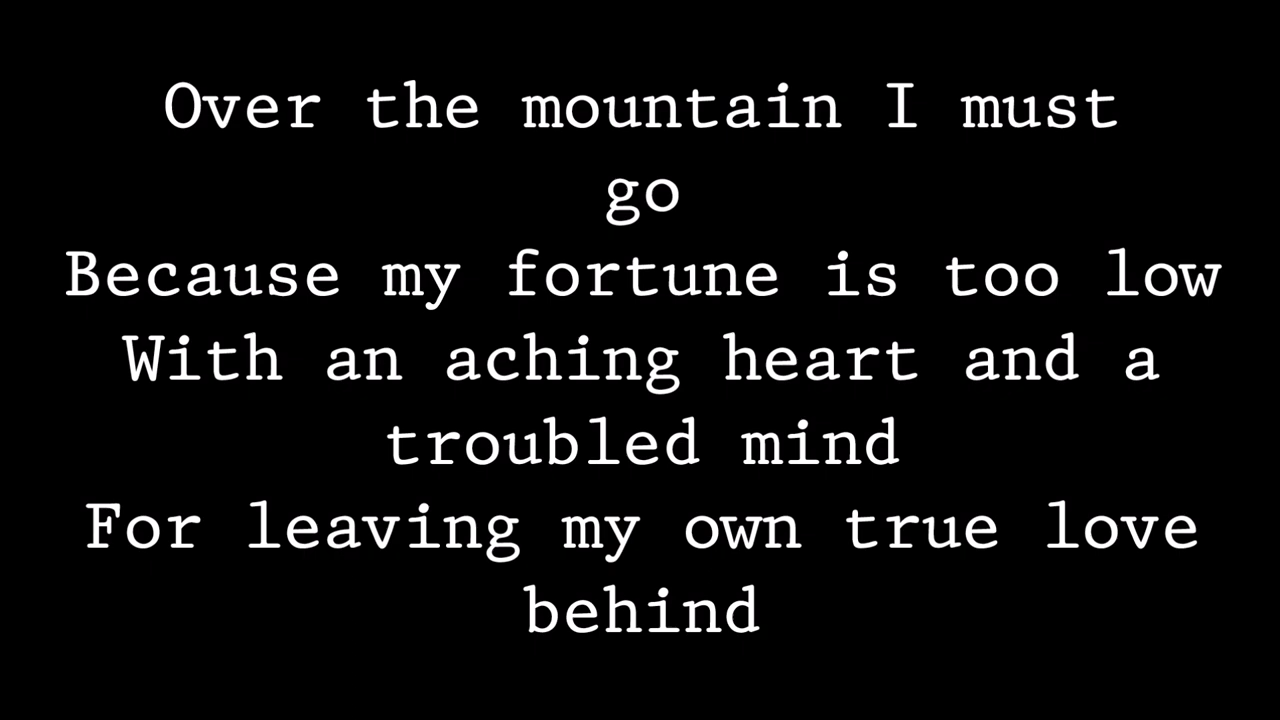 Over the mountain I must
go
Because my fortune is too low
With an aching heart and a
troubled mind
For leaving my own true love
behind